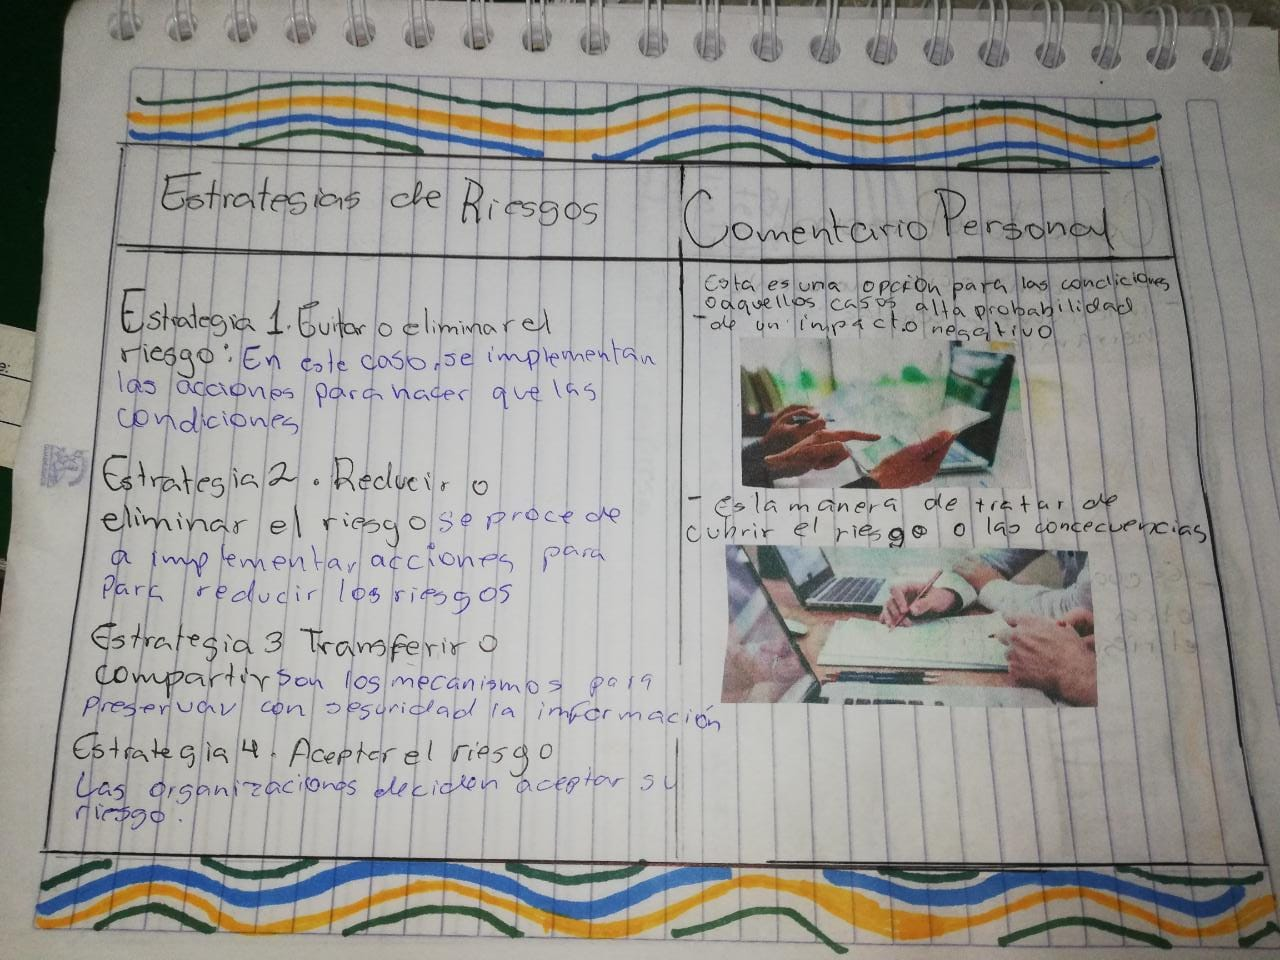 Estrategias de Riesgos
Comentario Personal
Estrategia 1. Evitar o eliminar el
riesgo: En este caso, se implementan
las acciones para hacer que las
condiciones
Estrategia 2. Reducir o
eliminar el riesgo se procede
a implementar acciones para
para reducir los riesgos
Estrategia 3 Transferir o
compartir son los mecanismos para
preservar con seguridad la información
Estrategia 4. Aceptar el riesgo
Las organizaciones deciden aceptar su
riesgo.
Esta es una opción para las condiciones
o aquellos casos alta probabilidad
- de un impacto negativo
- es la manera de tratar de
cubrir el riesgo o las concecuencias